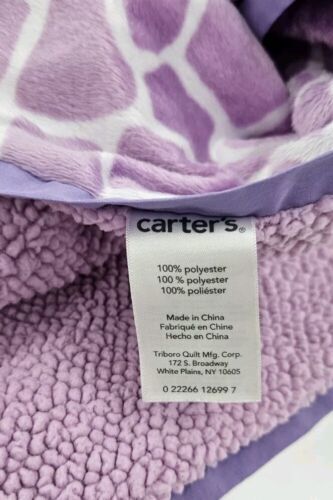 carter's®
100% polyester
100 % polyester
100% poliéster
Made in China
Fabriqué en Chine
Hecho en China
Triboro Quilt Mfg. Corp.
172 S. Broadway
White Plains, NY 10605
0 22266 12699 7